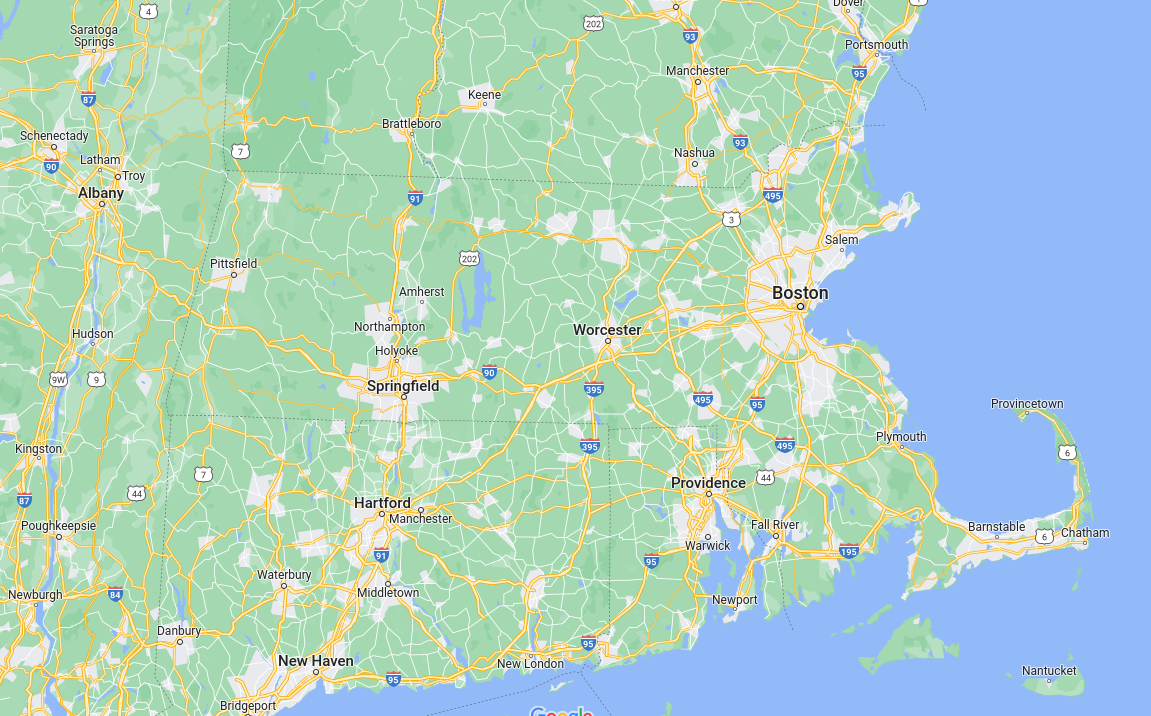 Dover
4
202
Saratoga
Springs
93
Portsmouth
Manchester
95
87
Keene
Brattleboro
Schenectady
93
7
Nashua
90
Latham
Troy
Albany
91
495
3
Salem
202
Pittsfield
Amherst
Boston
Northampton
Worcester
Hudson
Holyoke
90
9W
9
Springfield
395
495
95
Provincetown
Plymouth
Kingston
395
495
6
7
44
Providence
44
87
Hartford
Manchester
Poughkeepsie
Fall River
Barnstable
Chatham
6
Warwick
91
195
95
Waterbury
Newburgh
84
Middletown
Newport
Danbury
95
New Haven
New London
Nantucket
95
Bridgeport
Google